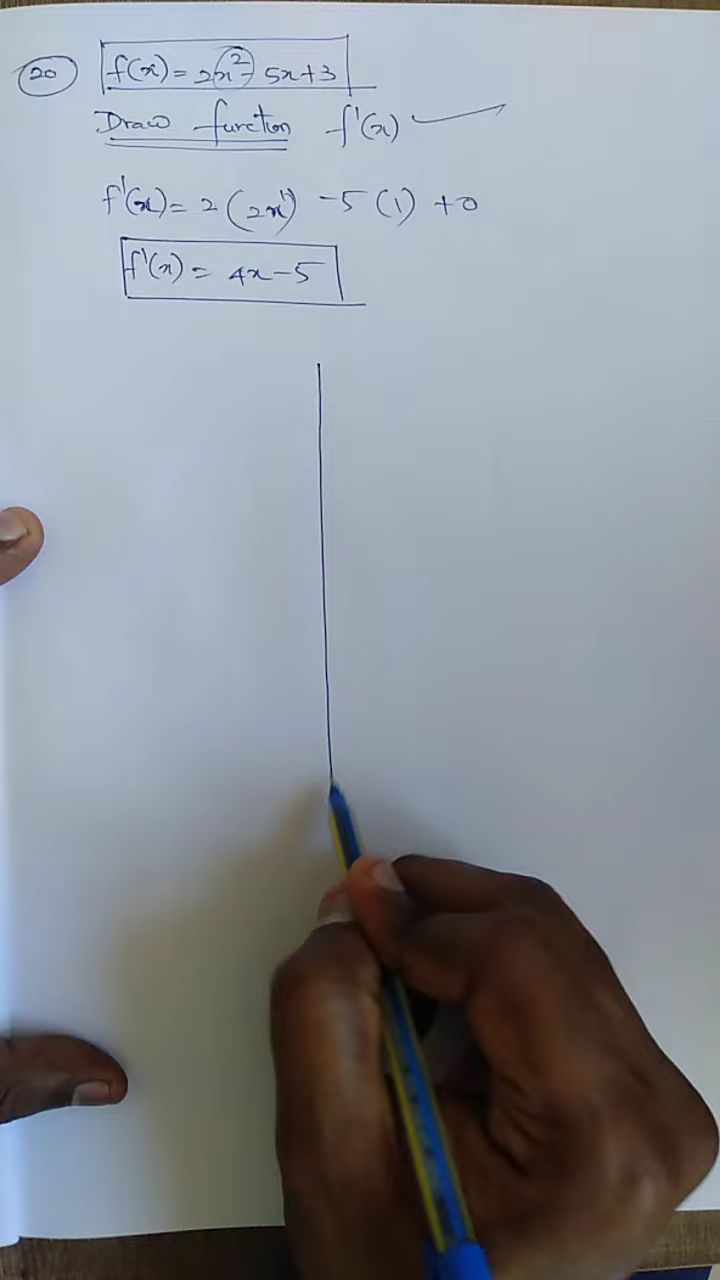 20 f(x) = 2x² - 5x+3
Draw function f'(x)
f'(x) = 2 (2x¹) -5 (1) +0
f'(x) = 4x-5